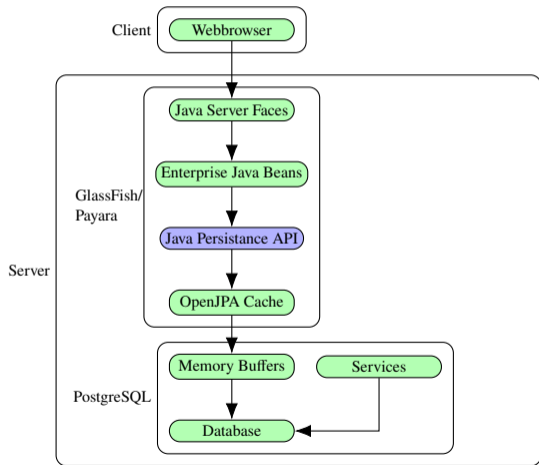 Client
Webbrowser
Java Server Faces
Enterprise Java Beans
GlassFish/
Payara
Java Persistance API
Server
OpenJPA Cache
Memory Buffers
Services
PostgreSQL
Database